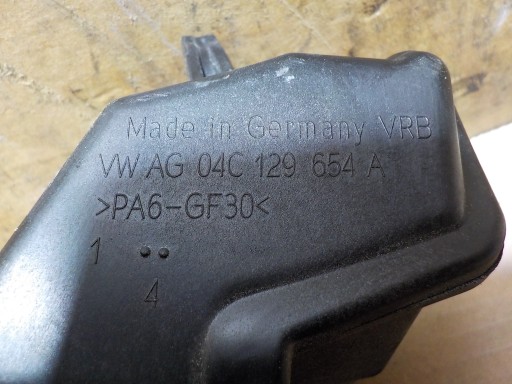 Made in Germany VRB
VW AG 04C 129 654 A
>PA6-GF30<
1 ••
4